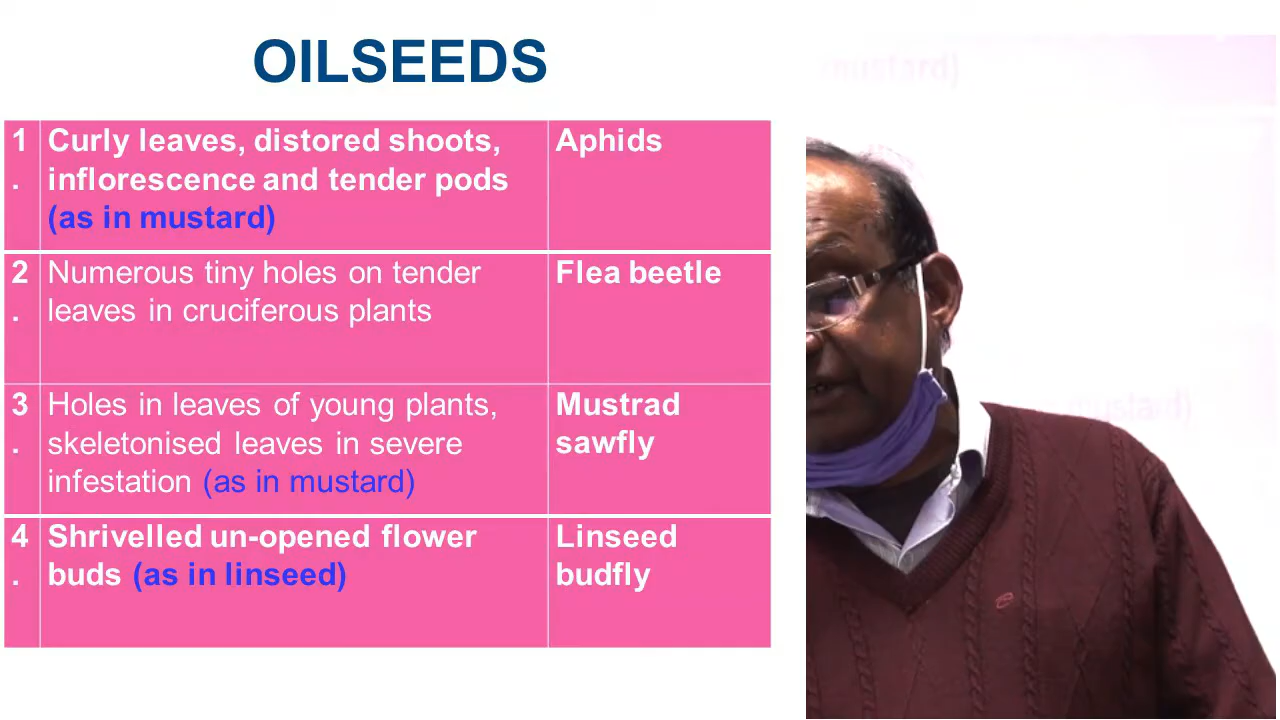 OILSEEDS
1
.
Curly leaves, distored shoots,
inflorescence and tender pods
(as in mustard)
Aphids
2
.
Numerous tiny holes on tender
leaves in cruciferous plants
Flea beetle
3
.
Holes in leaves of young plants,
skeletonised leaves in severe
infestation (as in mustard)
Mustrad
sawfly
4
.
Shrivelled un-opened flower
buds (as in linseed)
Linseed
budfly
mustard)
mustard)